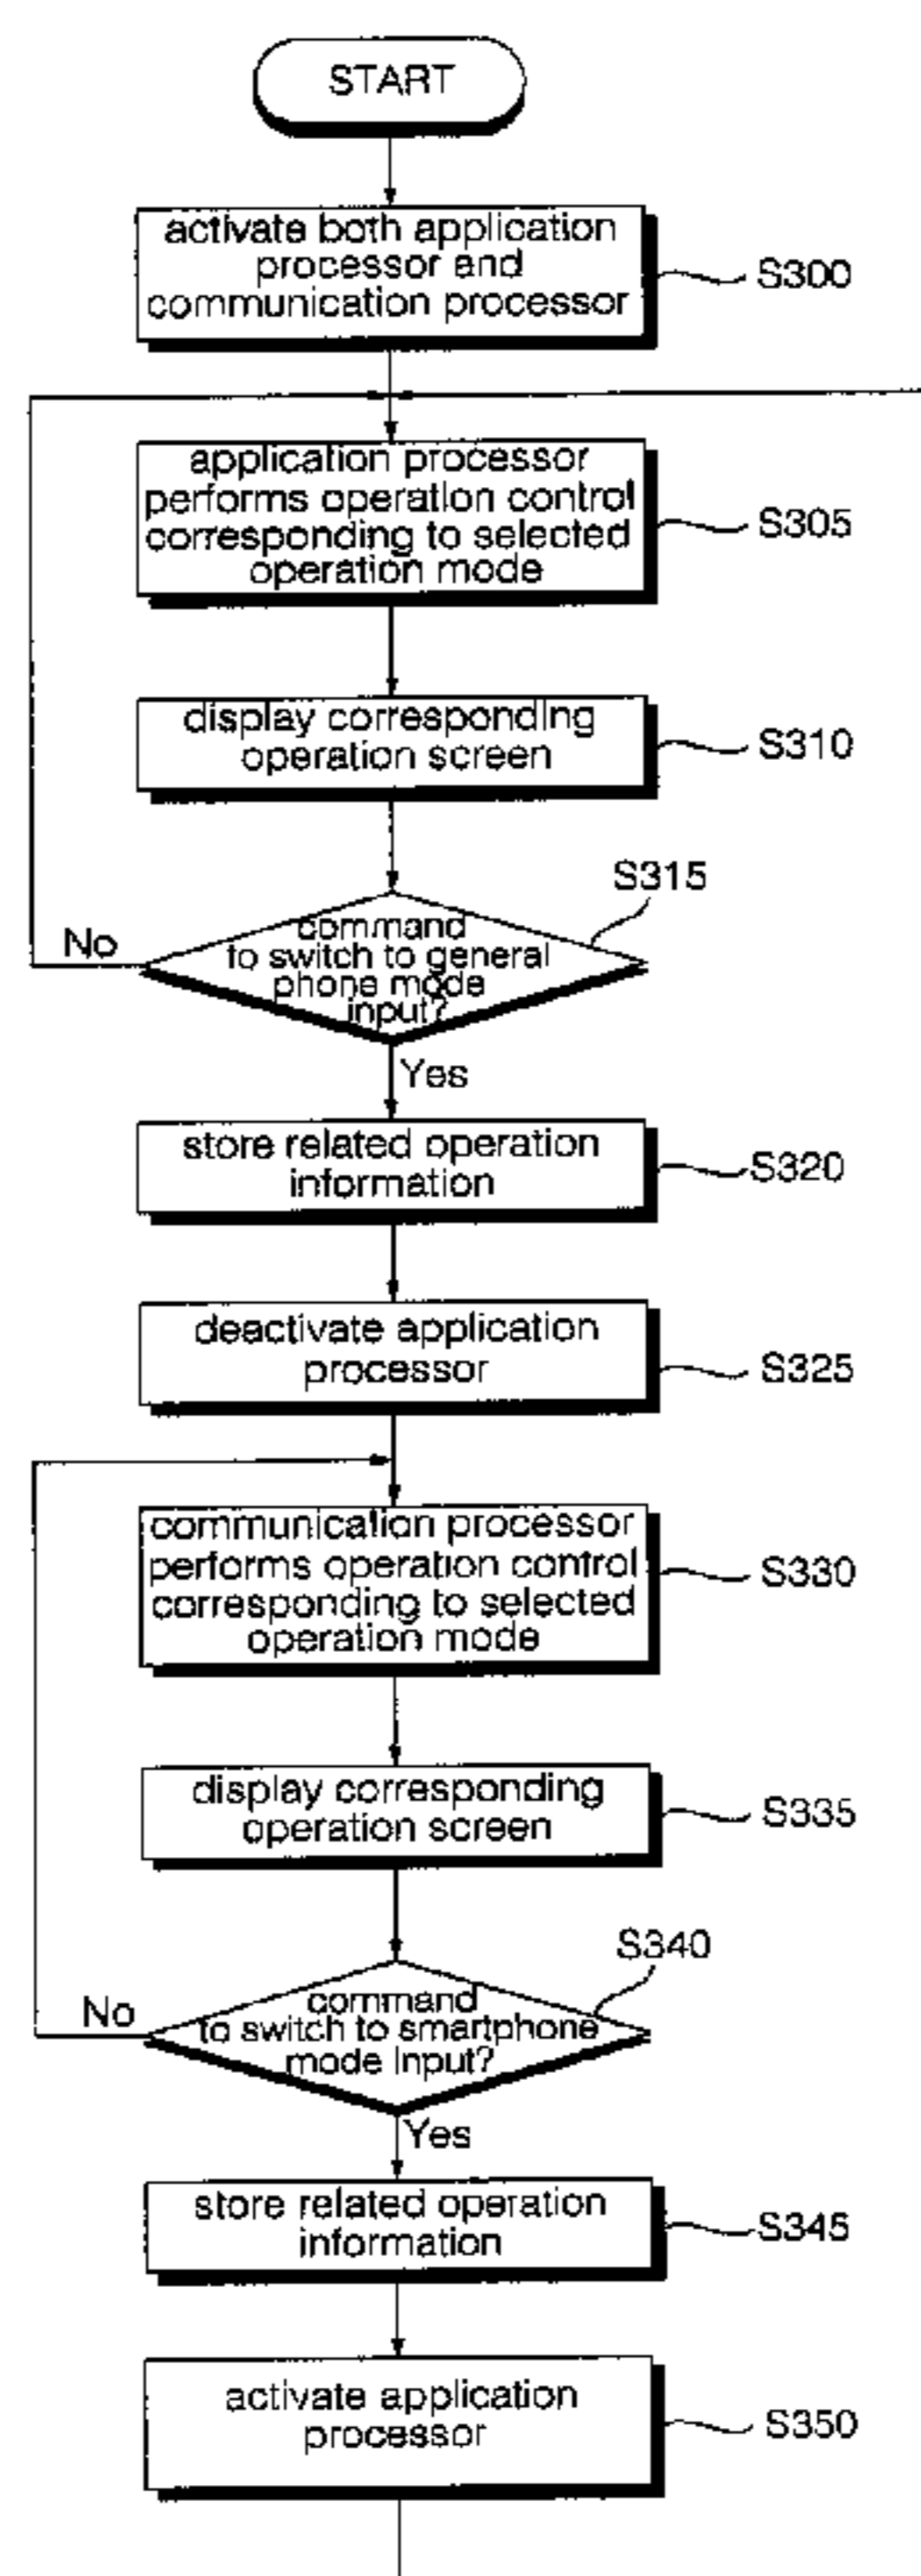 START
activate both application
processor and
communication processor
S300
application processor
performs operation control
corresponding to selected
operation mode
S305
display corresponding
operation screen
S310
S315
command
to switch to general
phone mode
input?
No
Yes
store related operation
information
S320
deactivate application
processor
S325
communication processor
performs operation control
corresponding to selected
operation mode
S330
display corresponding
operation screen
S335
S340
command
to switch to smartphone
mode input?
No
Yes
store related operation
information
S345
activate application
processor
S350